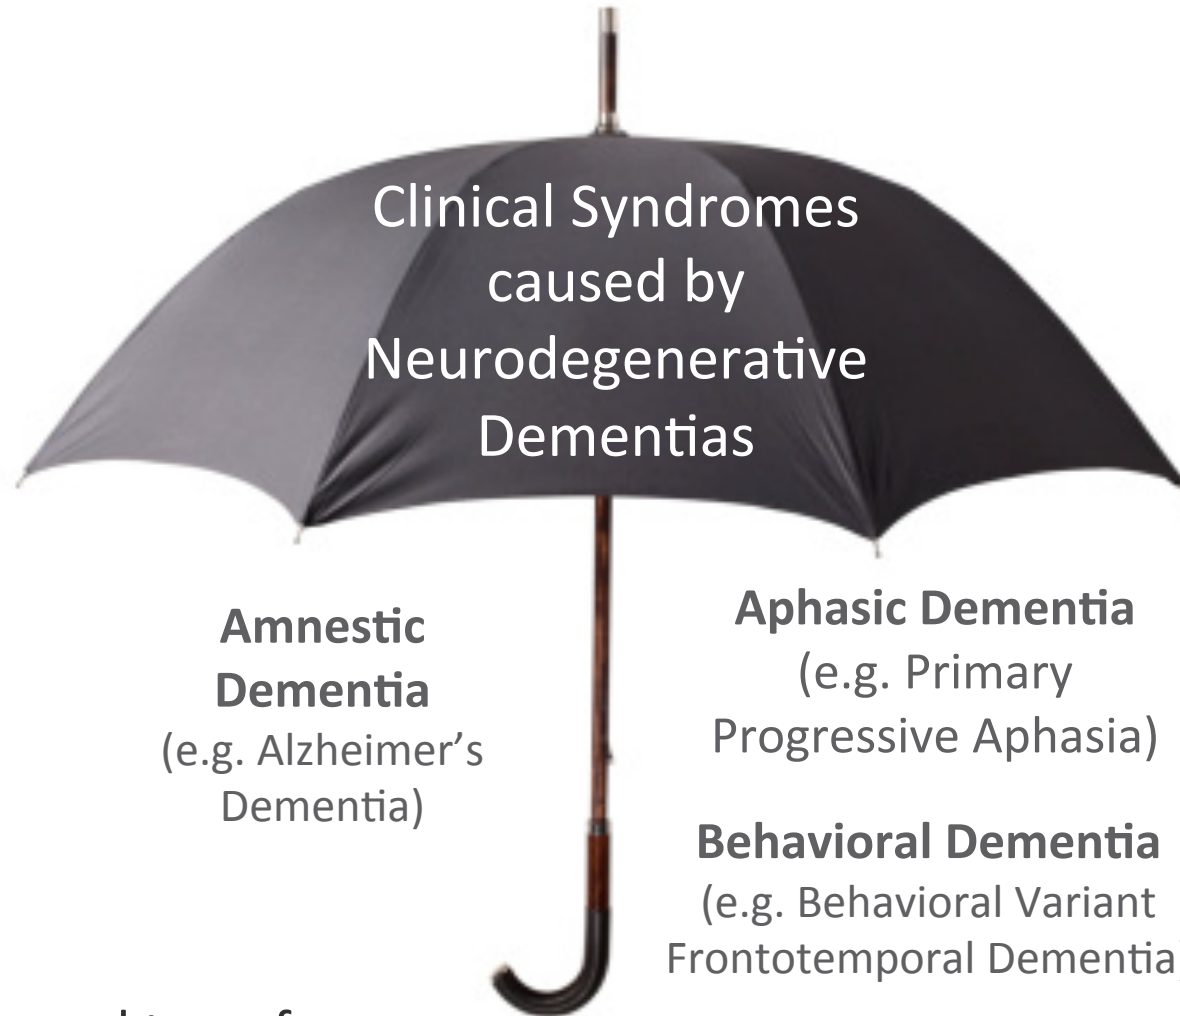 Clinical Syndromes
caused by
Neurodegenerative
Dementias
Amnestic
Dementia
(e.g. Alzheimer’s
Dementia)
Aphasic Dementia
(e.g. Primary
Progressive Aphasia)
Behavioral Dementia
(e.g. Behavioral Variant
Frontotemporal Dementia)